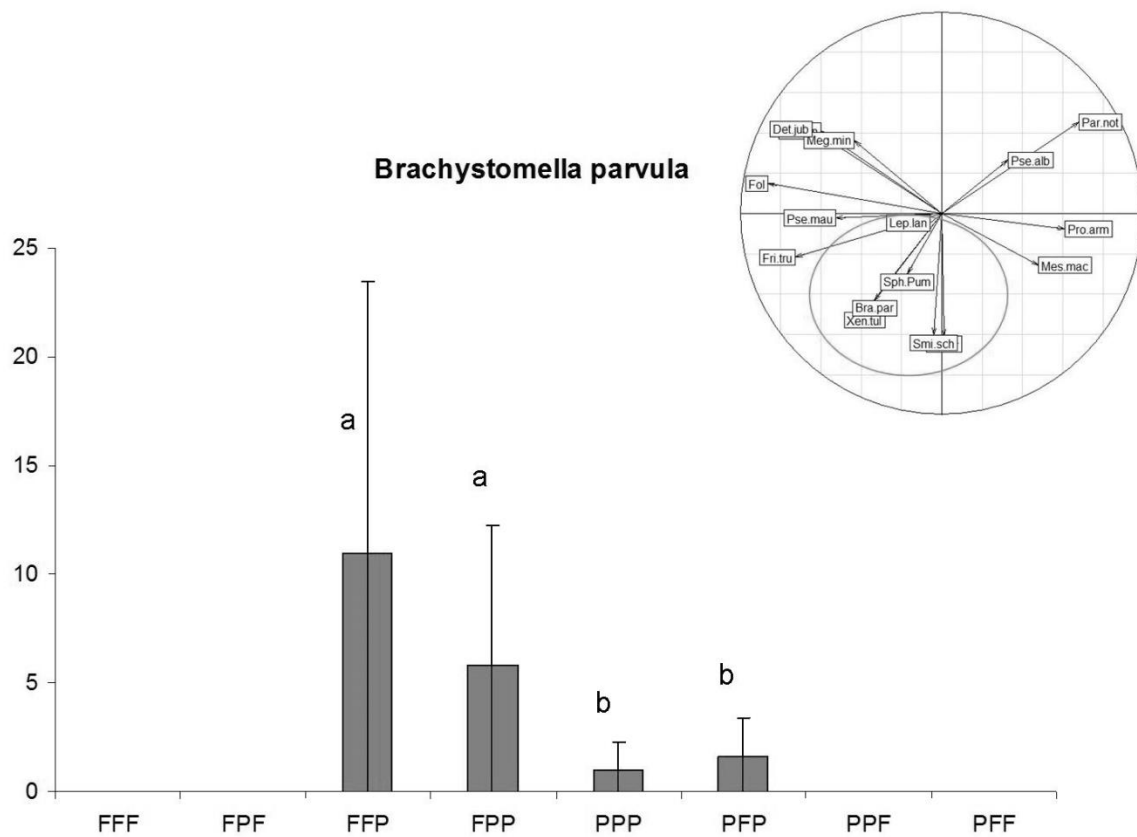 Brachystomella parvula
25
20
15
10
5
0
a
a
b
b
FFF FPF FFP FPP PPP PFP PPF PFF
Det.jub
Meg.min
Par.not
Pse.alb
Fol
Pse.mau
Lep.lan
Pro.arm
Fri.tru
Mes.mac
Sph.Pum
Bra.par
Xen.tul
Smi.sch